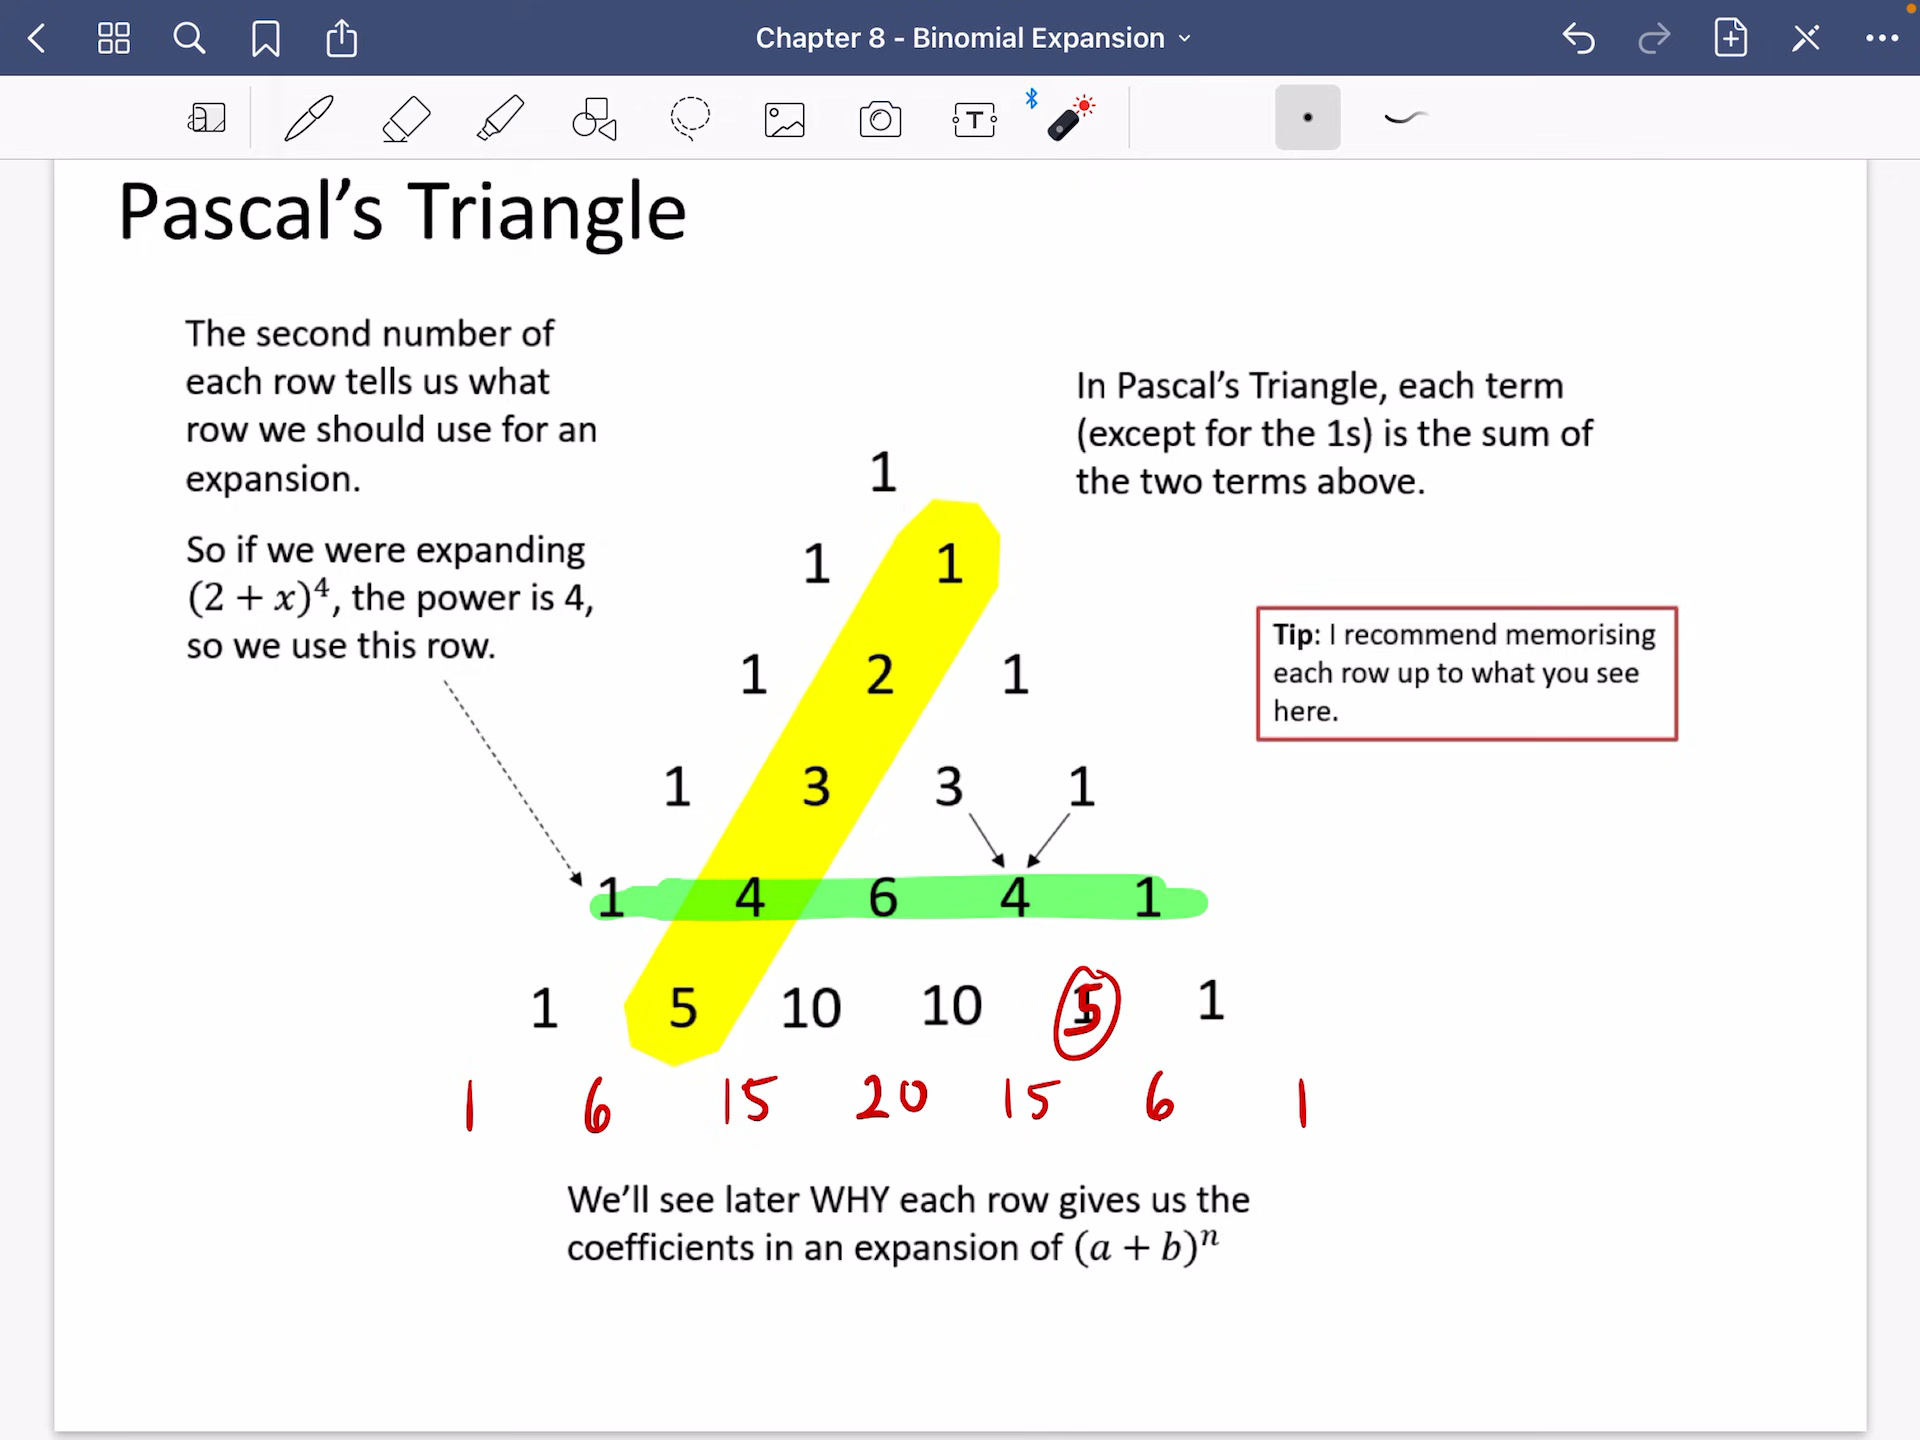 Chapter 8 - Binomial Expansion
Pascal's Triangle
The second number of
each row tells us what
row we should use for an
expansion.
So if we were expanding
(2 + x)⁴, the power is 4,
so we use this row.
In Pascal's Triangle, each term
(except for the 1s) is the sum of
the two terms above.
Tip: I recommend memorising
each row up to what you see
here.
1
1 1
1 2 1
1 3 3 1
1 4 6 4 1
1 5 10 10 5 1
1 6 15 20 15 6 1
We'll see later WHY each row gives us the
coefficients in an expansion of (a + b)ⁿ